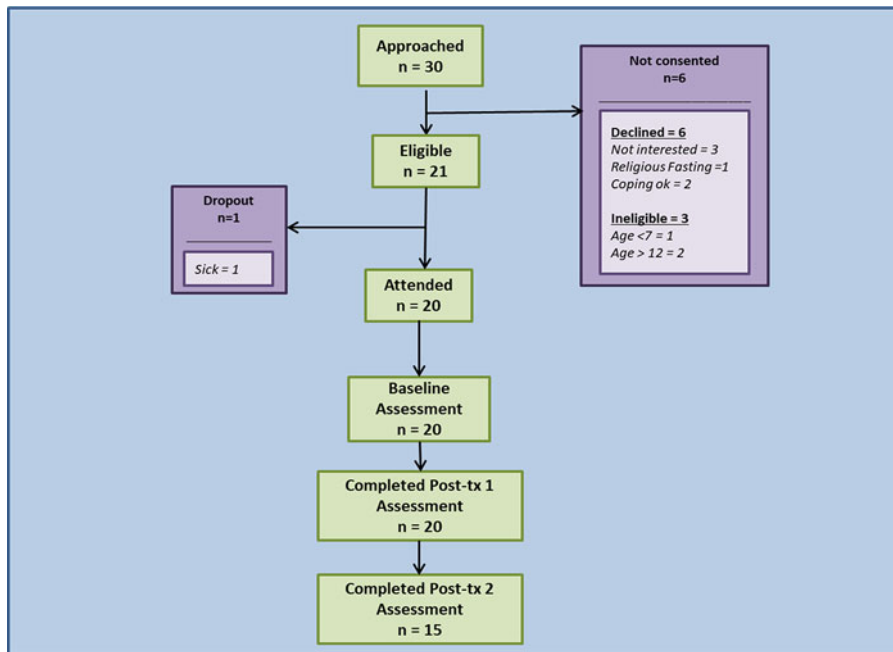 Approached
n = 30
Not consented
n=6
Declined = 6
Not interested = 3
Religious Fasting =1
Coping ok = 2
Ineligible = 3
Age <7 = 1
Age > 12 = 2
Eligible
n = 21
Dropout
n=1
Sick = 1
Attended
n = 20
Baseline
Assessment
n = 20
Completed Post-tx 1
Assessment
n = 20
Completed Post-tx 2
Assessment
n = 15